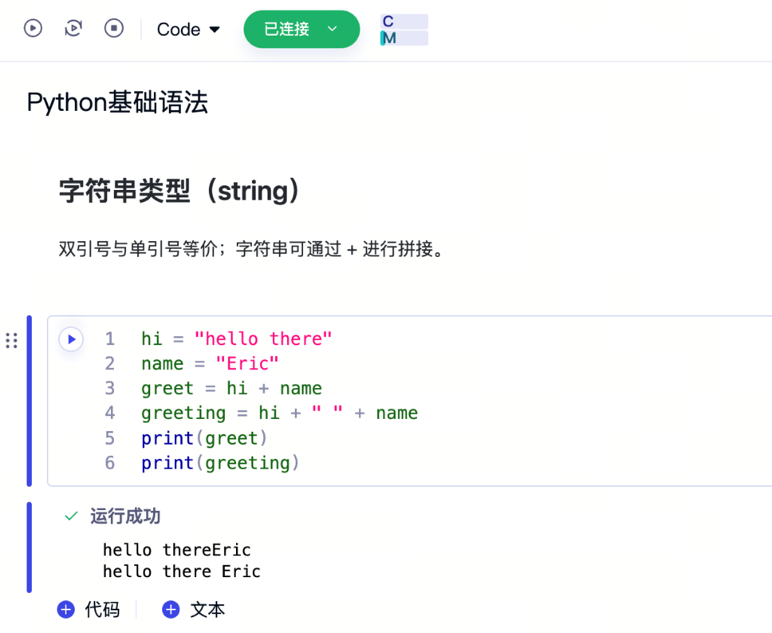 Code 已连接 C
M
Python基础语法
字符串类型（string）
双引号与单引号等价；字符串可通过 + 进行拼接。
1 hi = "hello there"
2 name = "Eric"
3 greet = hi + name
4 greeting = hi + " " + name
5 print(greet)
6 print(greeting)
运行成功
hello thereEric
hello there Eric
代码 文本